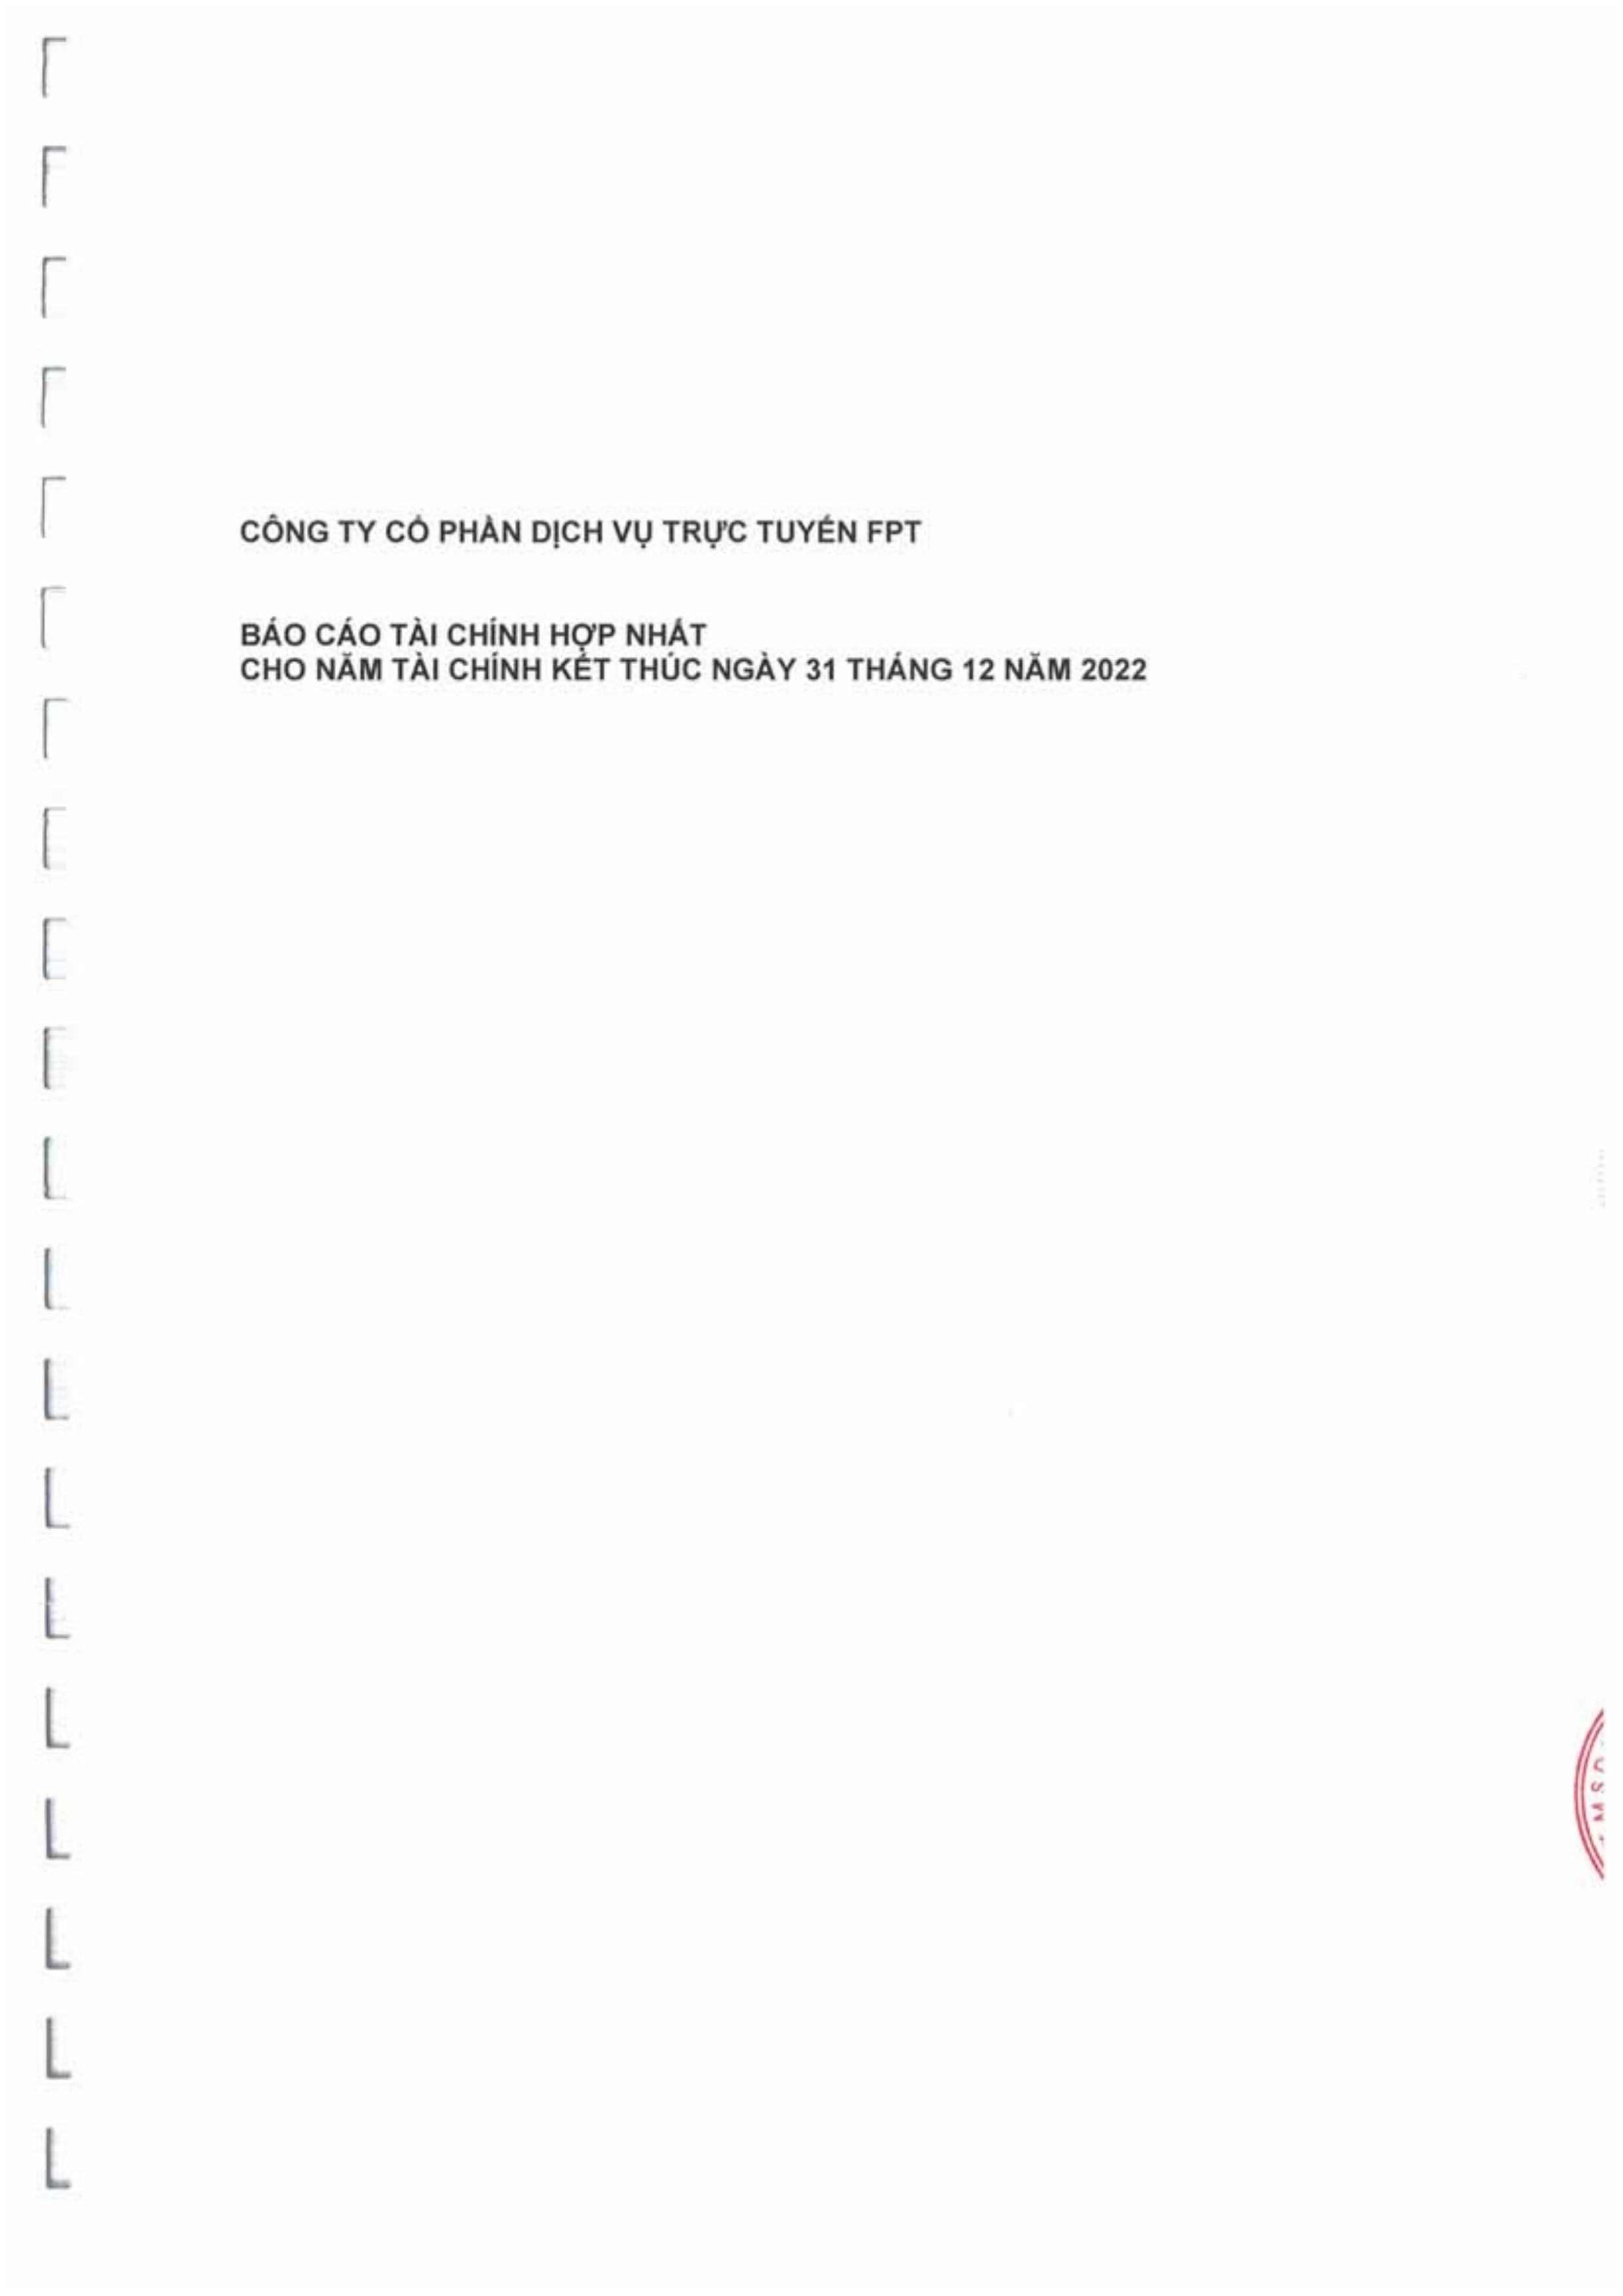 CÔNG TY CỔ PHẦN DỊCH VỤ TRỰC TUYẾN FPT
BÁO CÁO TÀI CHÍNH HỢP NHẤT
CHO NĂM TÀI CHÍNH KẾT THÚC NGÀY 31 THÁNG 12 NĂM 2022